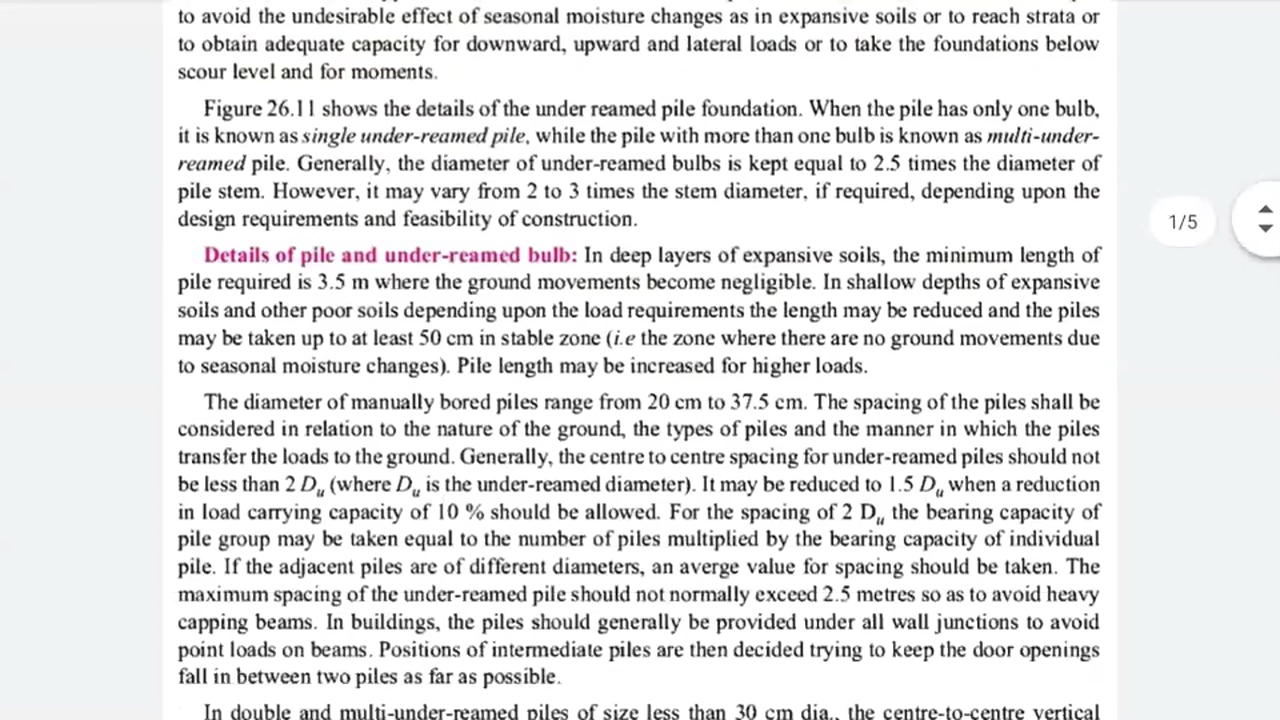 to avoid the undesirable effect of seasonal moisture changes as in expansive soils or to reach strata or
to obtain adequate capacity for downward, upward and lateral loads or to take the foundations below
scour level and for moments.
Figure 26.11 shows the details of the under reamed pile foundation. When the pile has only one bulb,
it is known as single under-reamed pile, while the pile with more than one bulb is known as multi-under-
reamed pile. Generally, the diameter of under-reamed bulbs is kept equal to 2.5 times the diameter of
pile stem. However, it may vary from 2 to 3 times the stem diameter, if required, depending upon the
design requirements and feasibility of construction.
Details of pile and under-reamed bulb: In deep layers of expansive soils, the minimum length of
pile required is 3.5 m where the ground movements become negligible. In shallow depths of expansive
soils and other poor soils depending upon the load requirements the length may be reduced and the piles
may be taken up to at least 50 cm in stable zone (i.e the zone where there are no ground movements due
to seasonal moisture changes). Pile length may be increased for higher loads.
The diameter of manually bored piles range from 20 cm to 37.5 cm. The spacing of the piles shall be
considered in relation to the nature of the ground, the types of piles and the manner in which the piles
transfer the loads to the ground. Generally, the centre to centre spacing for under-reamed piles should not
be less than 2 Du (where Du is the under-reamed diameter). It may be reduced to 1.5 Du when a reduction
in load carrying capacity of 10 % should be allowed. For the spacing of 2 Du the bearing capacity of
pile group may be taken equal to the number of piles multiplied by the bearing capacity of individual
pile. If the adjacent piles are of different diameters, an averge value for spacing should be taken. The
maximum spacing of the under-reamed pile should not normally exceed 2.5 metres so as to avoid heavy
capping beams. In buildings, the piles should generally be provided under all wall junctions to avoid
point loads on beams. Positions of intermediate piles are then decided trying to keep the door openings
fall in between two piles as far as possible.
In double and multi-under-reamed piles of size less than 30 cm dia., the centre-to-centre vertical
1/5